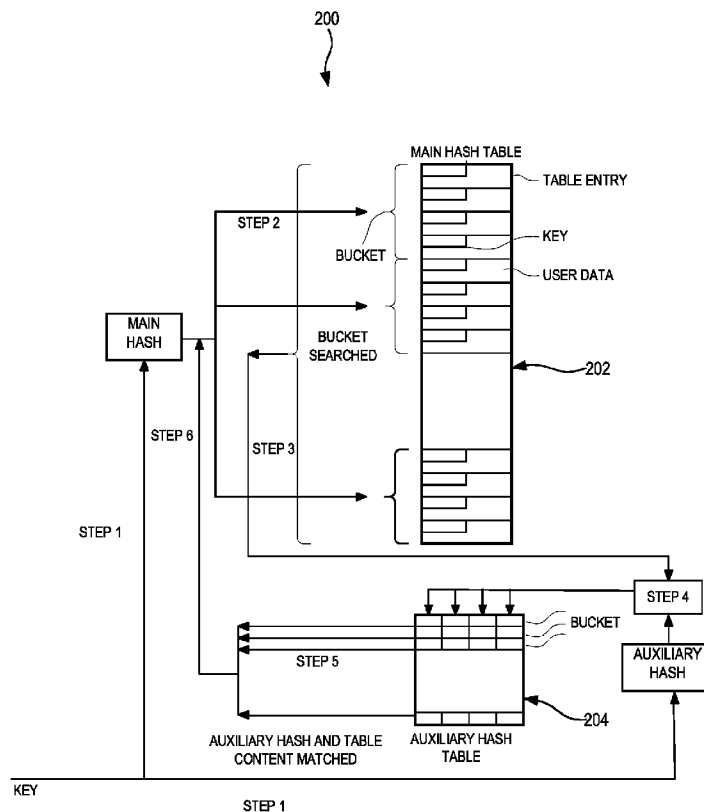 200
MAIN HASH TABLE
TABLE ENTRY
STEP 2
KEY
BUCKET
USER DATA
MAIN
HASH
BUCKET
SEARCHED
202
STEP 6
STEP 3
STEP 1
STEP 4
BUCKET
STEP 5
AUXILIARY
HASH
204
AUXILIARY HASH AND TABLE
CONTENT MATCHED
AUXILIARY HASH
TABLE
KEY
STEP 1